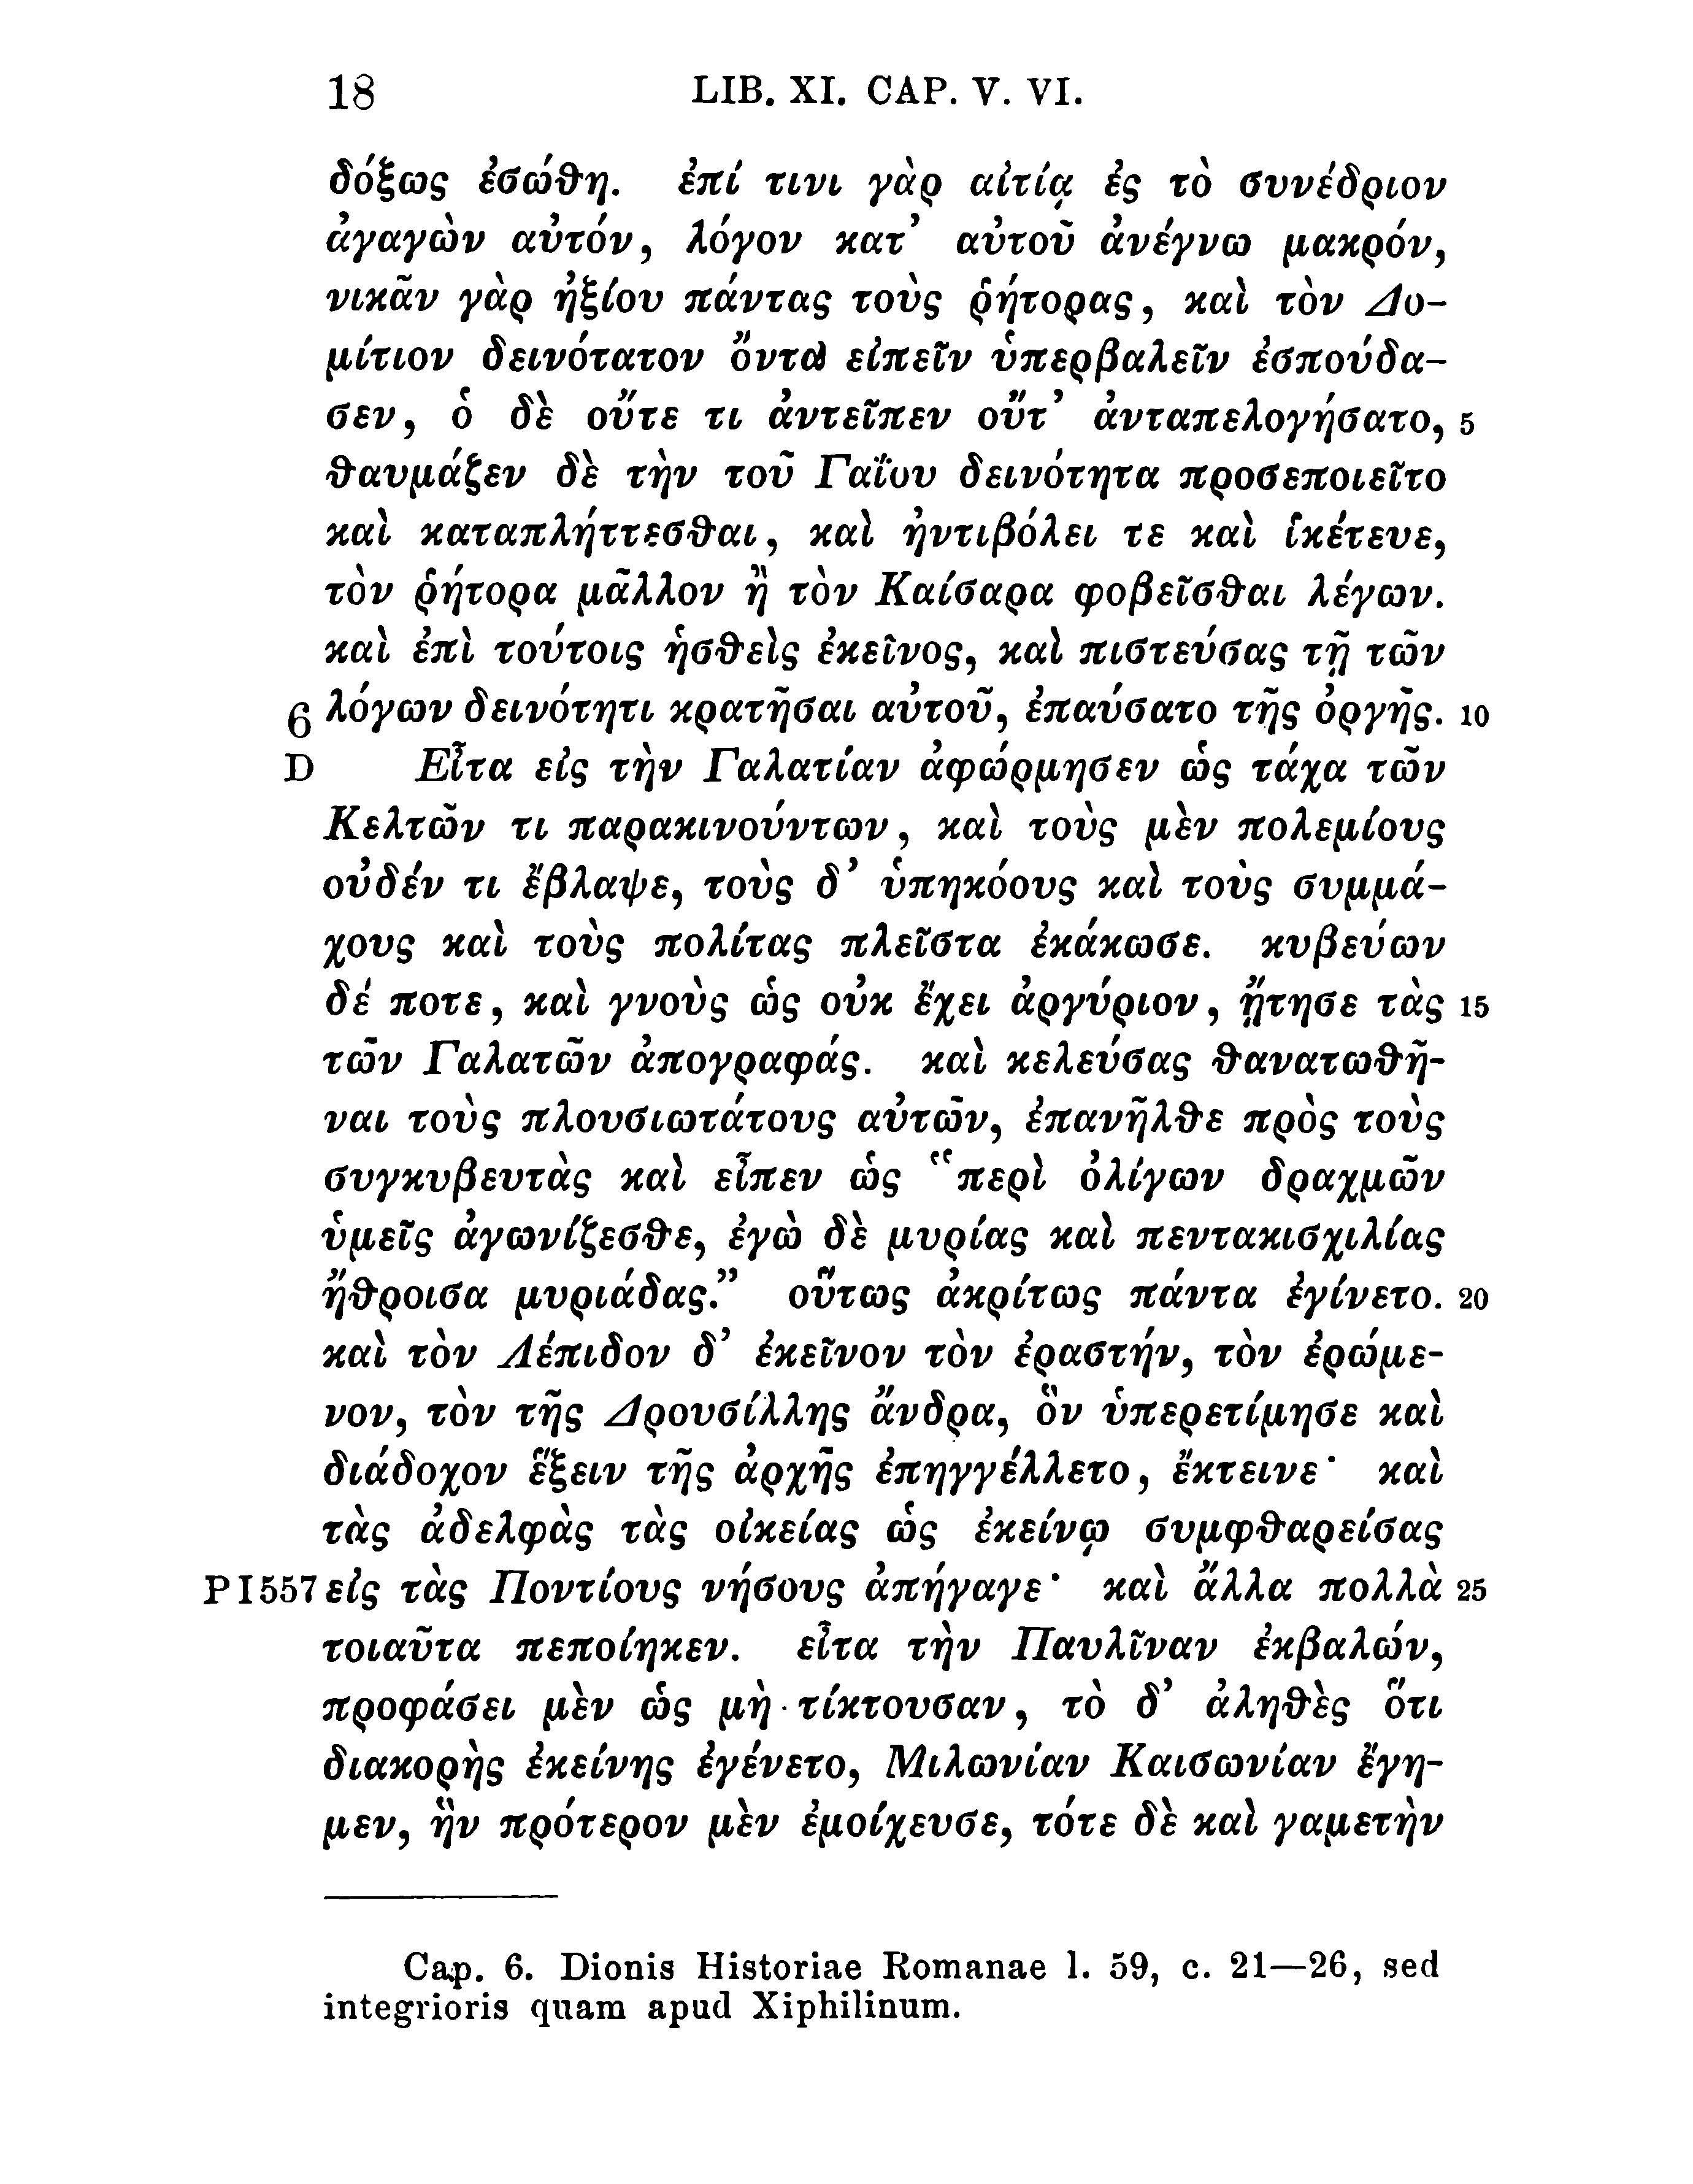 18 LIB. XI. CAP. V. VI.
δόξως ἐσώθη. ἐπί τινι γὰρ αἰτίᾳ ἐς τὸ συνέδριον
ἀγαγὼν αὐτόν, λόγον κατ’ αὐτοῦ ἀνέγνω μακρόν,
νικᾶν γὰρ ἠξίου πάντας τοὺς ῥήτορας, καὶ τὸν Δο-
μίτιον δεινότατον ὄντα εἰπεῖν ὑπερβαλεῖν ἐσπούδα-
σεν, ὁ δὲ οὔτε τι ἀντεῖπεν οὔτ’ ἀνταπελογήσατο, 5
θαυμάζεν δὲ τὴν τοῦ Γαΐου δεινότητα προσεποιεῖτο
καὶ καταπλήττεσθαι, καὶ ἠντιβόλει τε καὶ ἱκέτευε,
τὸν ῥήτορα μᾶλλον ἢ τὸν Καίσαρα φοβεῖσθαι λέγων.
καὶ ἐπὶ τούτοις ἡσθεὶς ἐκεῖνος, καὶ πιστεύσας τῇ τῶν
6 λόγων δεινότητι κρατῆσαι αὐτοῦ, ἐπαύσατο τῆς ὀργῆς. 10
D Εἶτα εἰς τὴν Γαλατίαν ἀφώρμησεν ὡς τάχα τῶν
Κελτῶν τι παρακινούντων, καὶ τοὺς μὲν πολεμίους
οὐδέν τι ἔβλαψε, τοὺς δ’ ὑπηκόους καὶ τοὺς συμμά-
χους καὶ τοὺς πολίτας πλεῖστα ἐκάκωσε. κυβεύων
δέ ποτε, καὶ γνοὺς ὡς οὐκ ἔχει ἀργύριον, ᾔτησε τὰς 15
τῶν Γαλατῶν ἀπογραφάς. καὶ κελεύσας θανατωθῆ-
ναι τοὺς πλουσιωτάτους αὐτῶν, ἐπανῆλθε πρὸς τοὺς
συγκυβευτὰς καὶ εἶπεν ὡς “περὶ ὀλίγων δραχμῶν
ὑμεῖς ἀγωνίζεσθε, ἐγὼ δὲ μυρίας καὶ πεντακισχιλίας
ἤθροισα μυριάδας.” οὕτως ἀκρίτως πάντα ἐγίνετο. 20
καὶ τὸν Λέπιδον δ’ ἐκεῖνον τὸν ἐραστήν, τὸν ἐρώμε-
νον, τὸν τῆς Δρουσίλλης ἄνδρα, ὃν ὑπερετίμησε καὶ
διάδοχον ἕξειν τῆς ἀρχῆς ἐπηγγέλλετο, ἔκτεινε· καὶ
τὰς ἀδελφὰς τὰς οἰκείας ὡς ἐκείνῳ συμφθαρείσας
P I 557 εἰς τὰς Ποντίους νήσους ἀπήγαγε· καὶ ἄλλα πολλὰ 25
τοιαῦτα πεποίηκεν. εἶτα τὴν Παυλῖναν ἐκβαλών,
προφάσει μὲν ὡς μὴ τίκτουσαν, τὸ δ’ ἀληθὲς ὅτι
διακορὴς ἐκείνης ἐγένετο, Μιλωνίαν Καισωνίαν ἔγη-
μεν, ἣν πρότερον μὲν ἐμοίχευσε, τότε δὲ καὶ γαμετὴν
Cap. 6. Dionis Historiae Romanae l. 59, c. 21—26, sed
integrioris quam apud Xiphilinum.